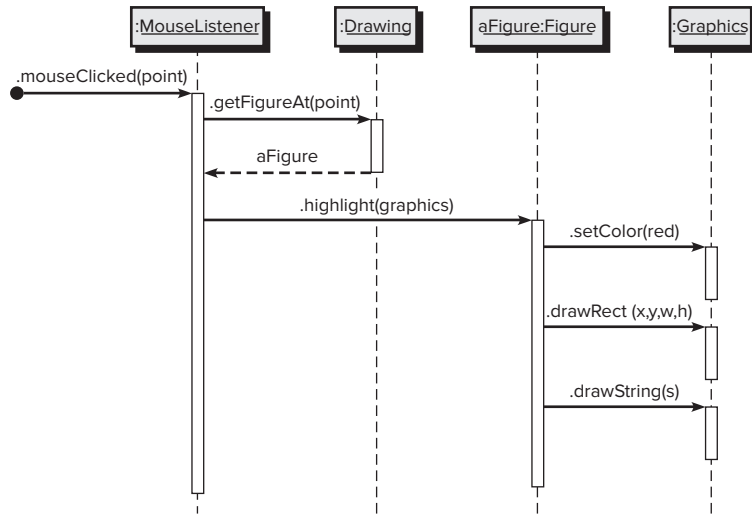 :MouseListener
:Drawing
aFigure:Figure
:Graphics
.mouseClicked(point)
.getFigureAt(point)
aFigure
.highlight(graphics)
.setColor(red)
.drawRect (x,y,w,h)
.drawString(s)